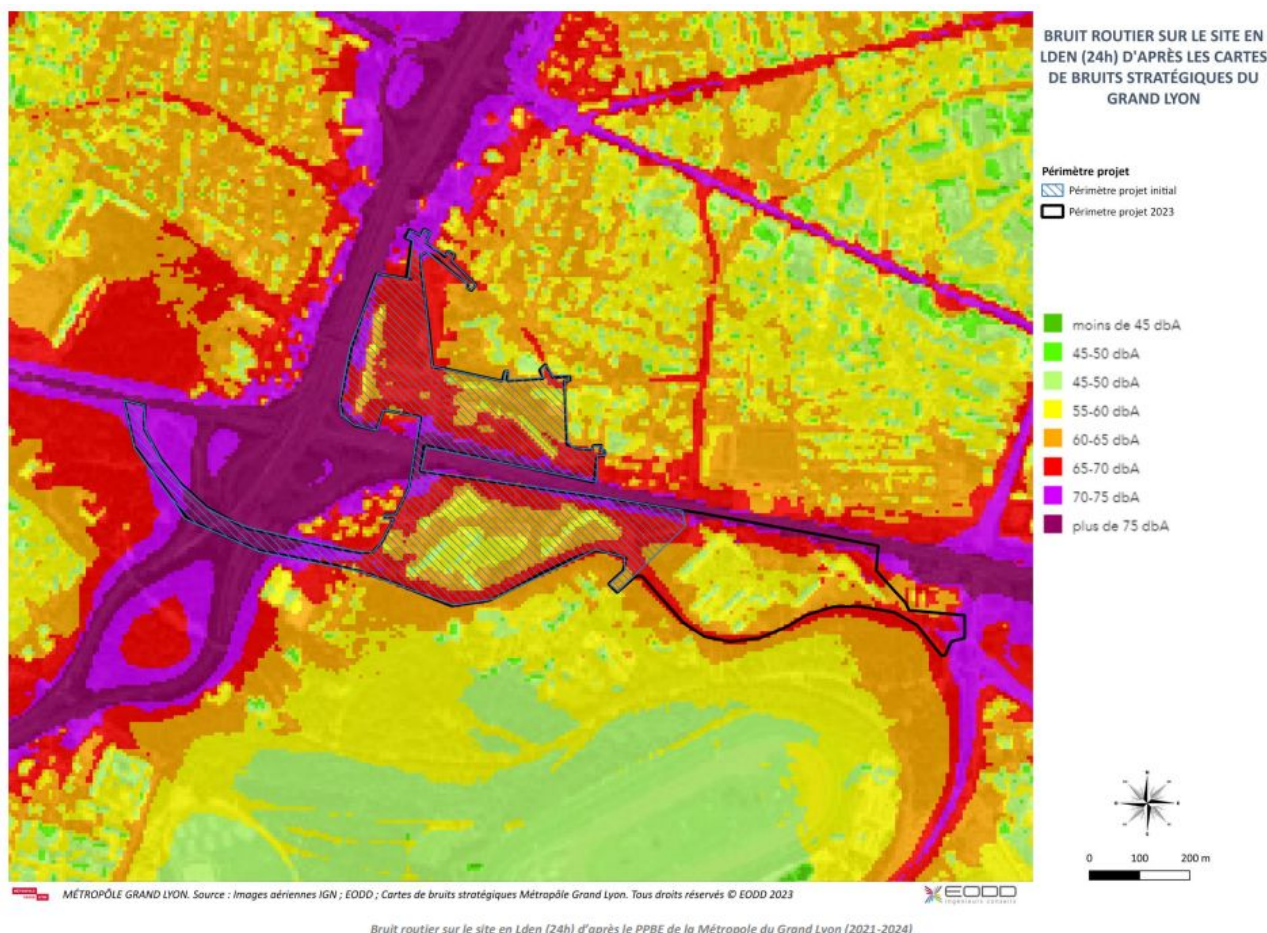 BRUIT ROUTIER SUR LE SITE EN
LDEN (24h) D'APRÈS LES CARTES
DE BRUITS STRATÉGIQUES DU
GRAND LYON
Périmètre projet
Périmètre projet initial
Périmetre projet 2023
moins de 45 dbA
45-50 dbA
45-50 dbA
55-60 dbA
60-65 dbA
65-70 dbA
70-75 dbA
plus de 75 dbA
0 100 200 m
MÉTROPÔLE GRAND LYON. Source : Images aériennes IGN ; EODD ; Cartes de bruits stratégiques Métropôle Grand Lyon. Tous droits réservés © EODD 2023
EODD
ingénieurs conseils
Bruit routier sur le site en Lden (24h) d'après le PPBE de la Métropole du Grand Lyon (2021-2024)